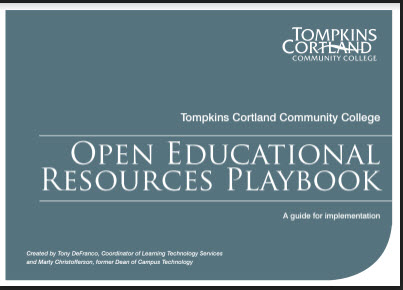 TOMPKINS
CORTLAND
COMMUNITY COLLEGE
Tompkins Cortland Community College
OPEN EDUCATIONAL
RESOURCES PLAYBOOK
A guide for implementation
Created by Tony DeFranco, Coordinator of Learning Technology Services
and Marty Christofferson, former Dean of Campus Technology